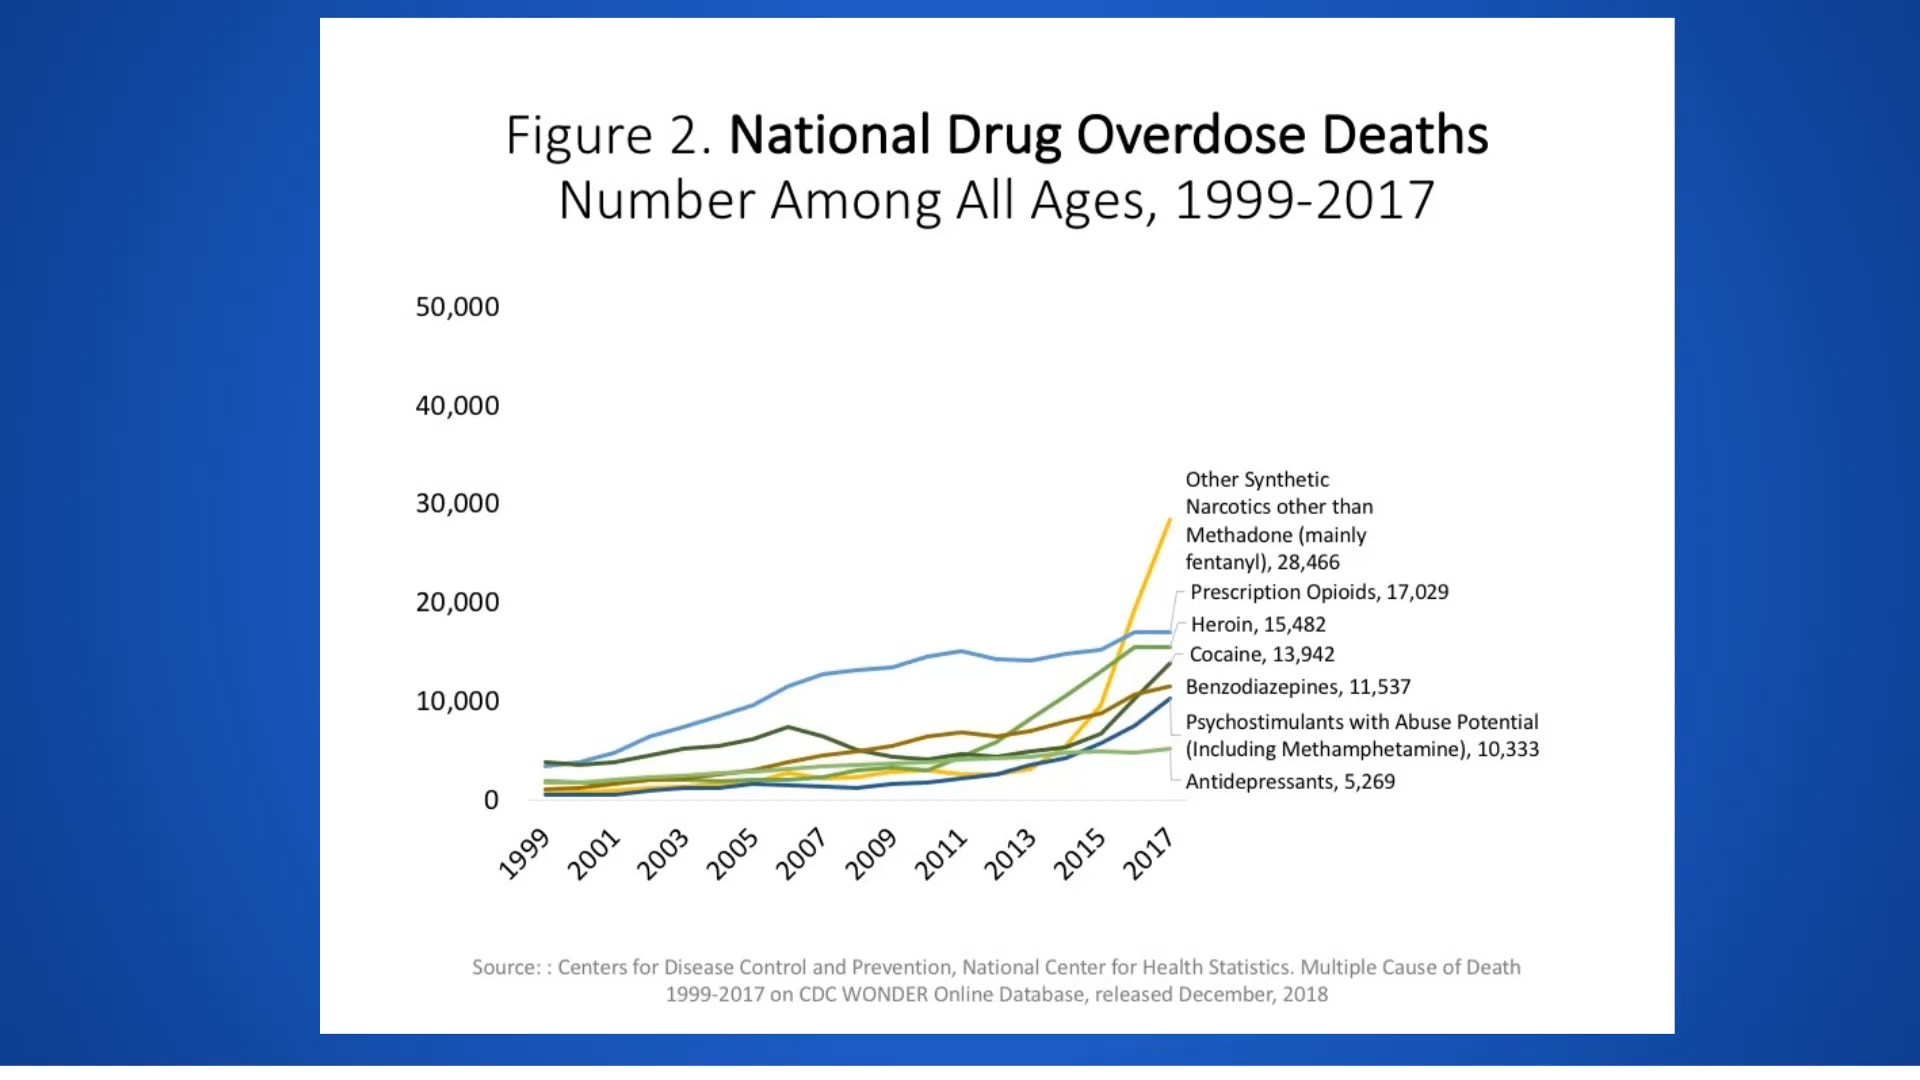 Figure 2. National Drug Overdose Deaths
Number Among All Ages, 1999-2017
50,000
40,000
30,000
20,000
10,000
0
Other Synthetic
Narcotics other than
Methadone (mainly
fentanyl), 28,466
Prescription Opioids, 17,029
Heroin, 15,482
Cocaine, 13,942
Benzodiazepines, 11,537
Psychostimulants with Abuse Potential
(Including Methamphetamine), 10,333
Antidepressants, 5,269
1999
2001
2003
2005
2007
2009
2011
2013
2015
2017
Source: : Centers for Disease Control and Prevention, National Center for Health Statistics. Multiple Cause of Death
1999-2017 on CDC WONDER Online Database, released December, 2018